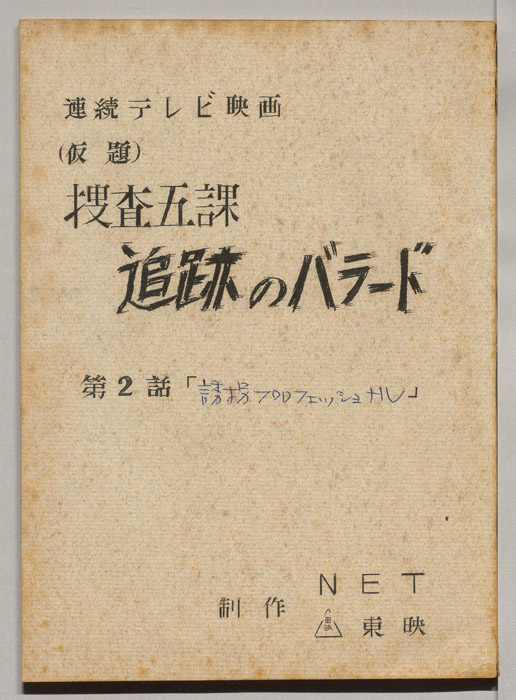 連続テレビ映画
(仮題)
捜査五課
追跡のバラード
第2話「誘拐プロフェッショナル」
NET
制作 東映